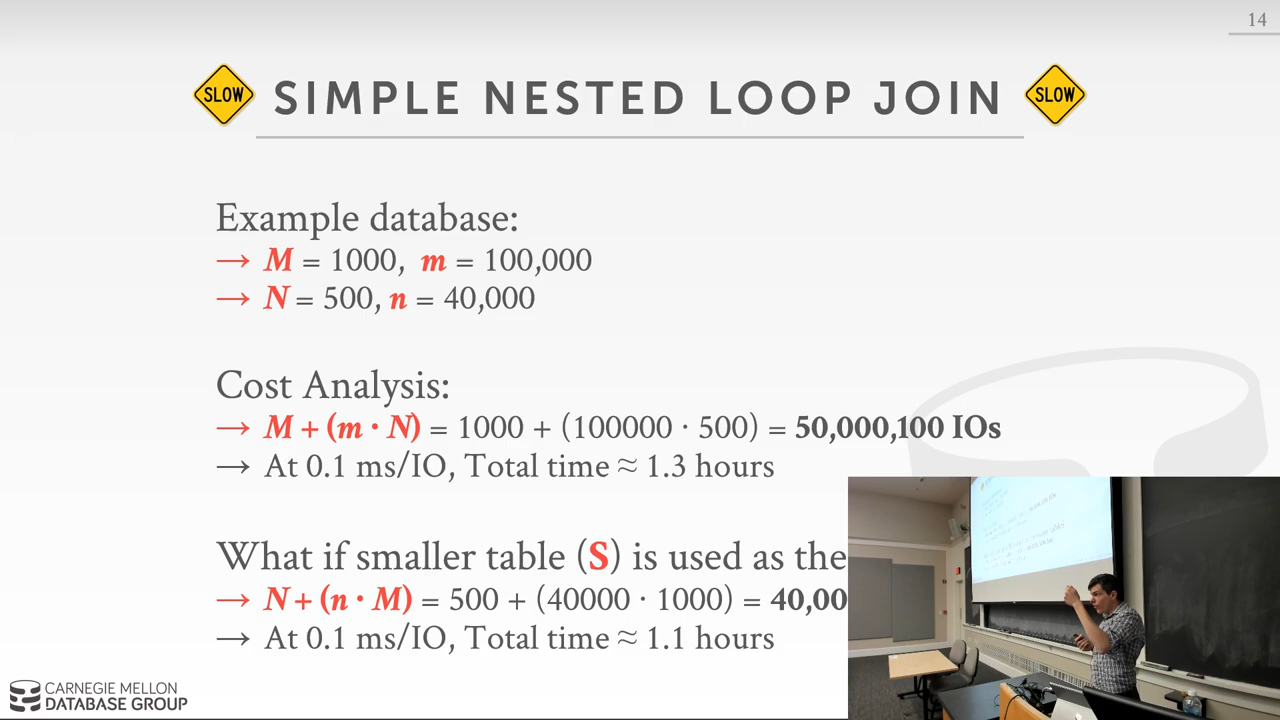 14
SLOW SIMPLE NESTED LOOP JOIN SLOW
Example database:
→ M = 1000, m = 100,000
→ N = 500, n = 40,000
Cost Analysis:
→ M + (m · N) = 1000 + (100000 · 500) = 50,000,100 IOs
→ At 0.1 ms/IO, Total time ≈ 1.3 hours
What if smaller table (S) is used as the
→ N + (n · M) = 500 + (40000 · 1000) = 40,00
→ At 0.1 ms/IO, Total time ≈ 1.1 hours
CARNEGIE MELLON
DATABASE GROUP